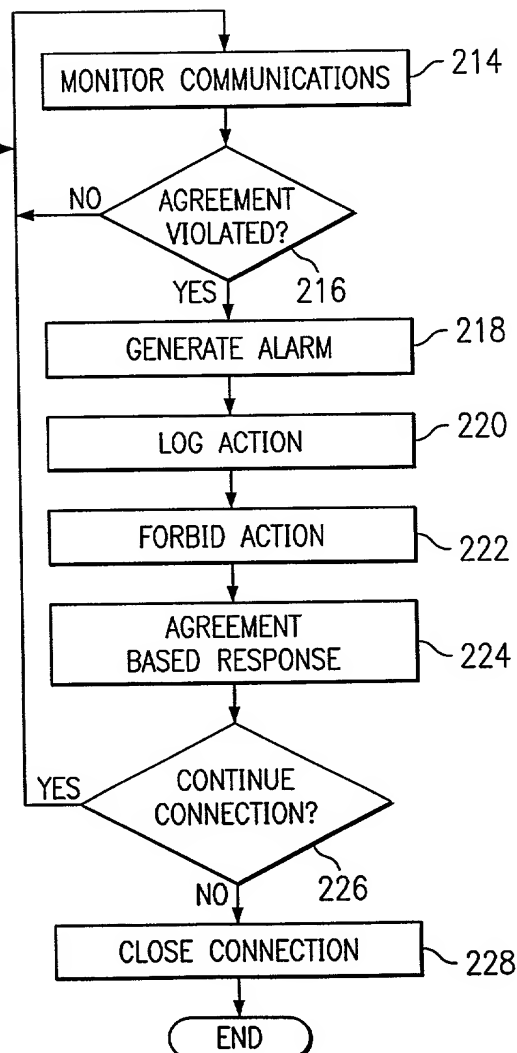 MONITOR COMMUNICATIONS
214
NO
AGREEMENT
VIOLATED?
216
YES
GENERATE ALARM
218
LOG ACTION
220
FORBID ACTION
222
AGREEMENT
BASED RESPONSE
224
YES
CONTINUE
CONNECTION?
226
NO
CLOSE CONNECTION
228
END